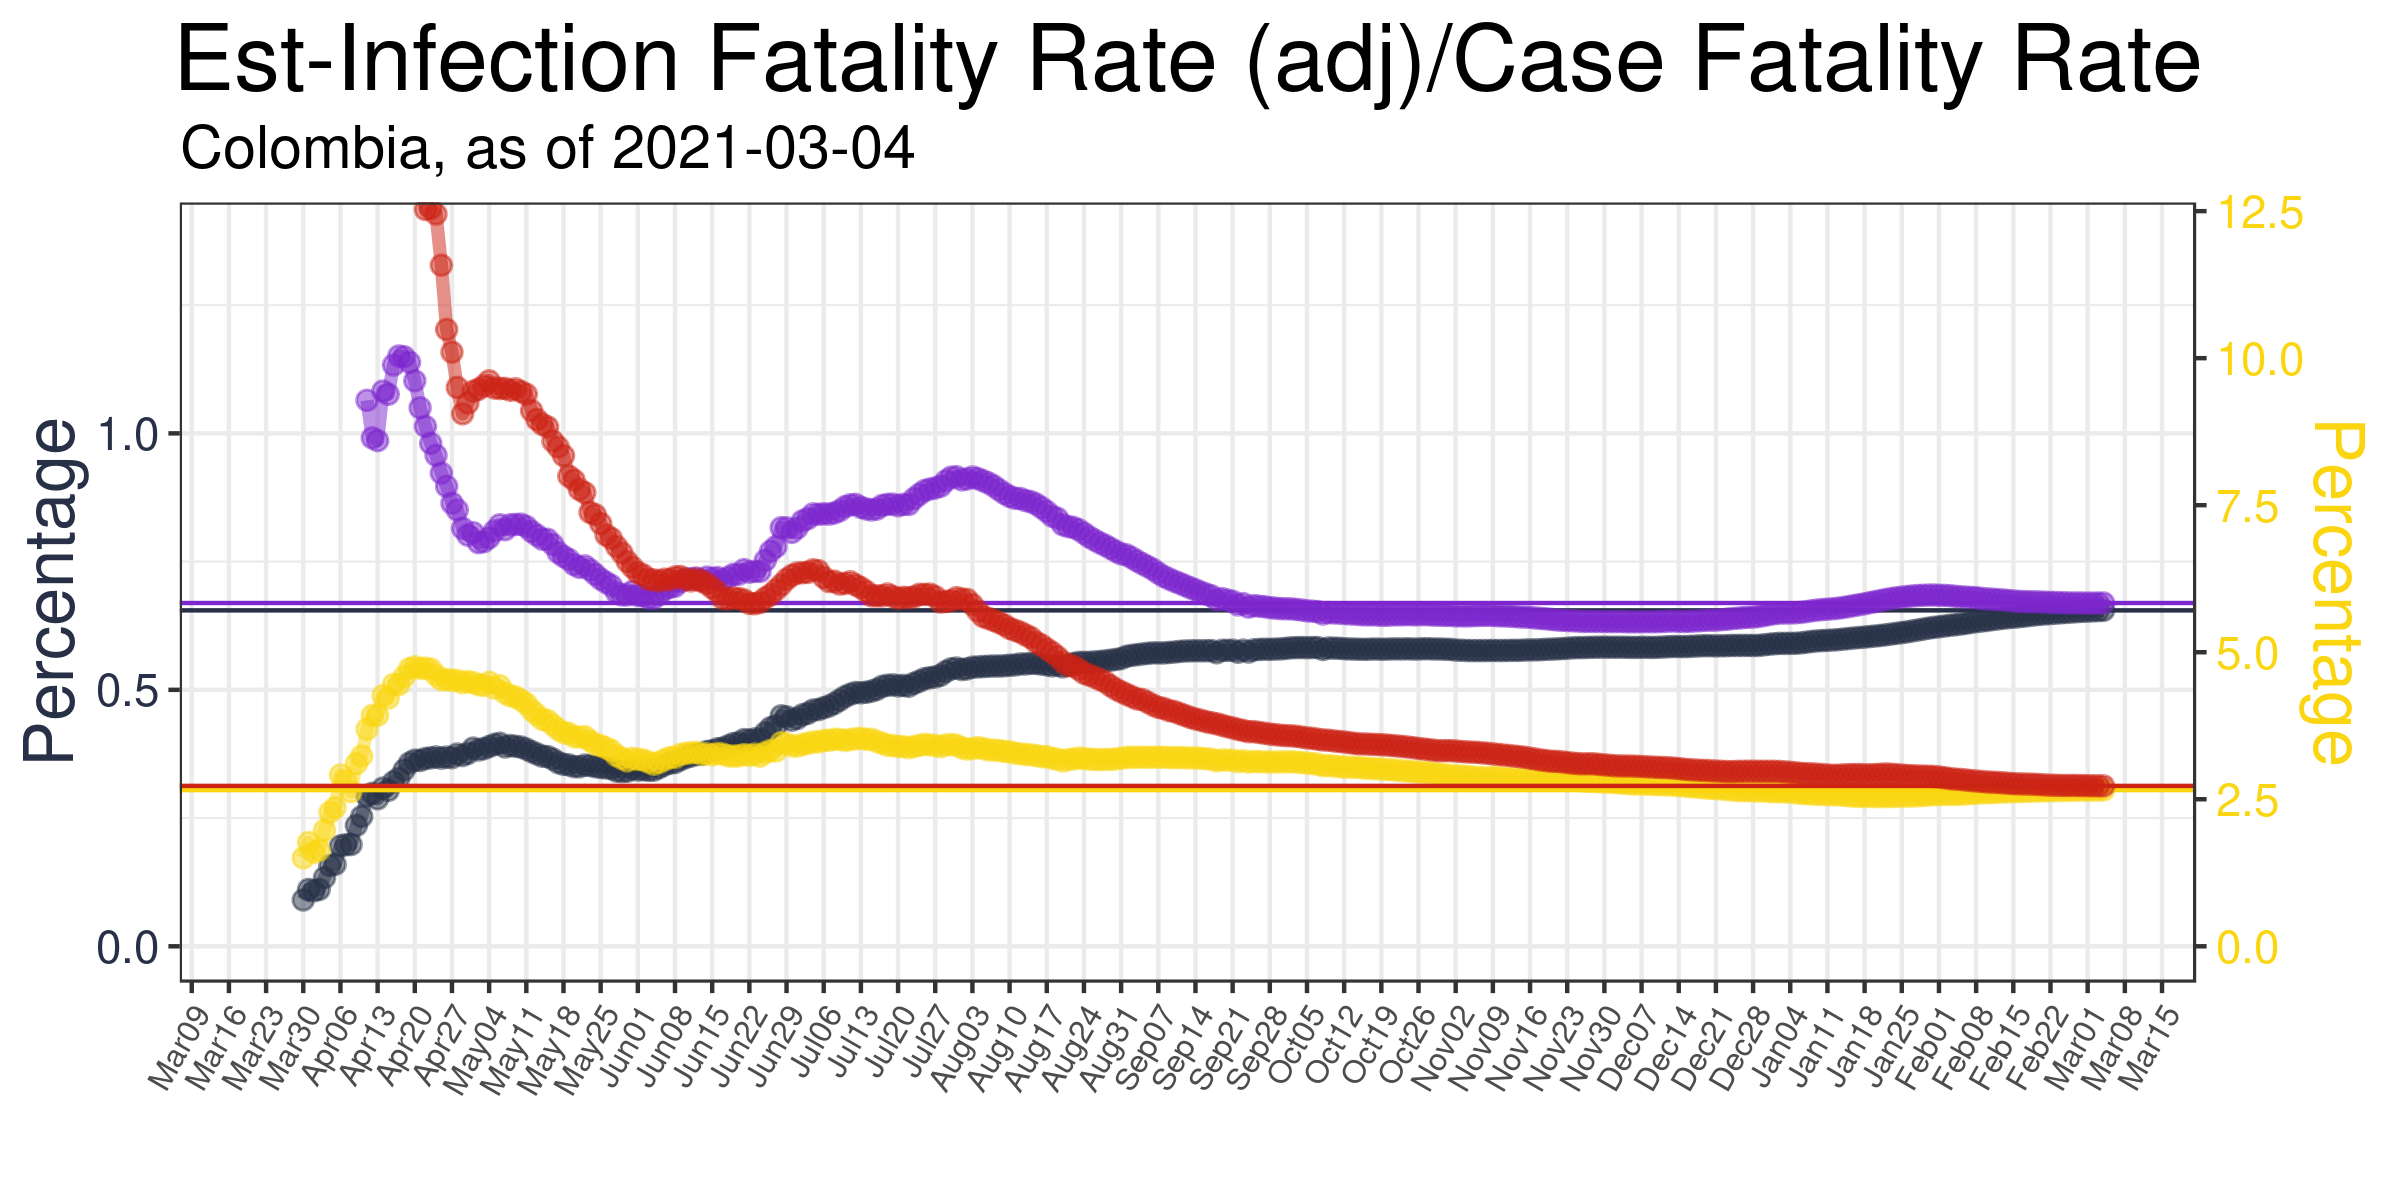 Est-Infection Fatality Rate (adj)/Case Fatality Rate
Colombia, as of 2021-03-04
Percentage
1.0
0.5
0.0
12.5
10.0
7.5
5.0
2.5
0.0
Percentage
Mar09 Mar16 Mar23 Mar30 Apr06 Apr13 Apr20 Apr27 May04 May11 May18 May25 Jun01 Jun08 Jun15 Jun22 Jun29 Jul06 Jul13 Jul20 Jul27 Aug03 Aug10 Aug17 Aug24 Aug31 Sep07 Sep14 Sep21 Sep28 Oct05 Oct12 Oct19 Oct26 Nov02 Nov09 Nov16 Nov23 Nov30 Dec07 Dec14 Dec21 Dec28 Jan04 Jan11 Jan18 Jan25 Feb01 Feb08 Feb15 Feb22 Mar01 Mar08 Mar15